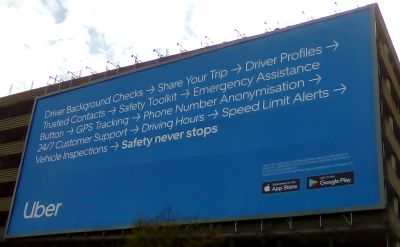 Driver Background Checks → Share Your Trip → Driver Profiles →
Trusted Contacts → Safety Toolkit → Emergency Assistance
Button → GPS Tracking → Phone Number Anonymisation →
24/7 Customer Support → Driving Hours → Speed Limit Alerts →
Vehicle Inspections → Safety never stops
Uber
App Store
Google Play